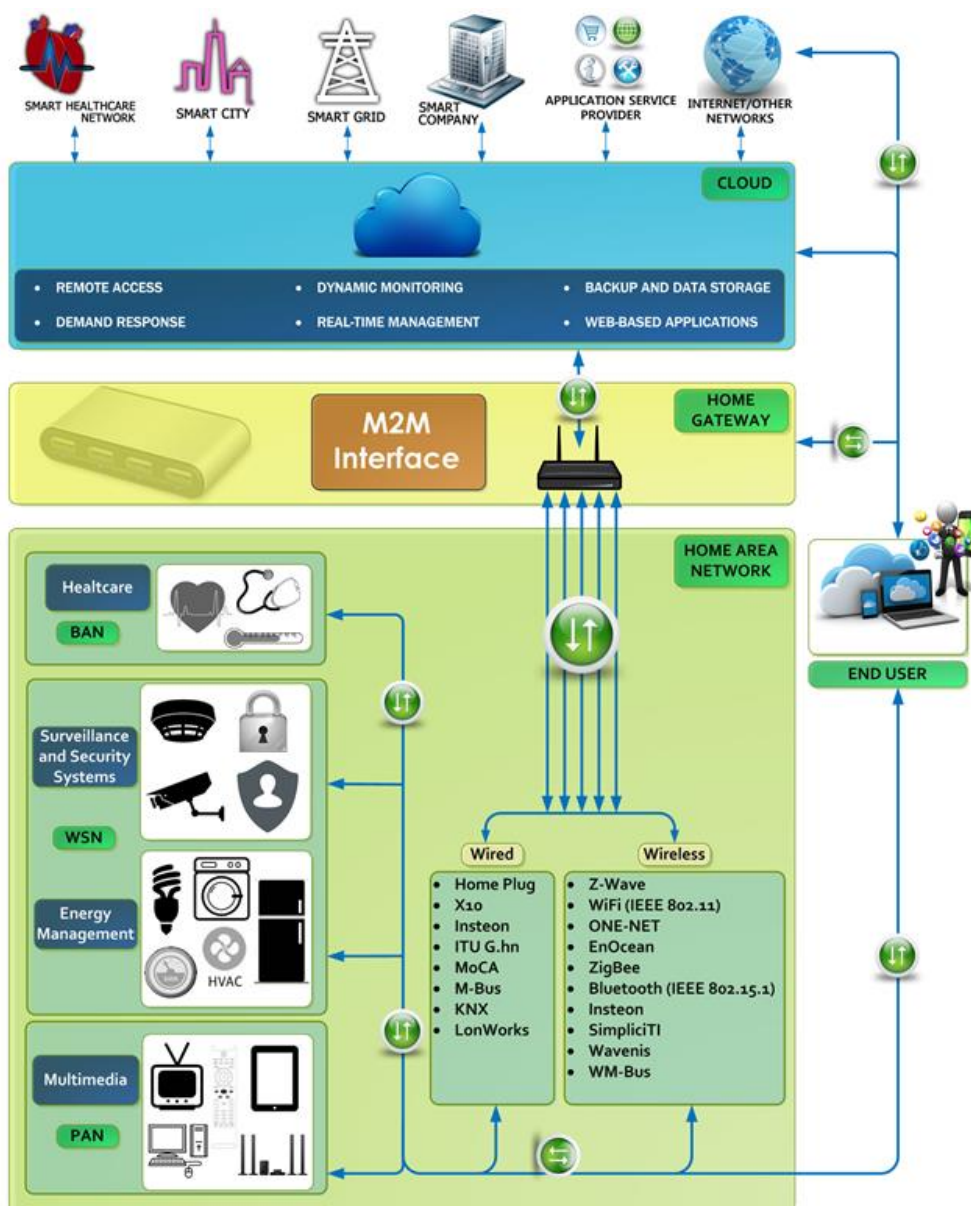 SMART HEALTHCARE
NETWORK
SMART CITY
SMART GRID
SMART
COMPANY
APPLICATION SERVICE
PROVIDER
INTERNET/OTHER
NETWORKS
CLOUD
• REMOTE ACCESS
• DYNAMIC MONITORING
• BACKUP AND DATA STORAGE
• DEMAND RESPONSE
• REAL-TIME MANAGEMENT
• WEB-BASED APPLICATIONS
M2M
Interface
HOME
GATEWAY
HOME AREA
NETWORK
Healtcare
BAN
END USER
Surveillance
and Security
Systems
WSN
Energy
Management
HVAC
Multimedia
PAN
Wired
• Home Plug
• X10
• Insteon
• ITU G.hn
• MoCA
• M-Bus
• KNX
• LonWorks
Wireless
• Z-Wave
• WiFi (IEEE 802.11)
• ONE-NET
• EnOcean
• ZigBee
• Bluetooth (IEEE 802.15.1)
• Insteon
• SimpliciTI
• Wavenis
• WM-Bus